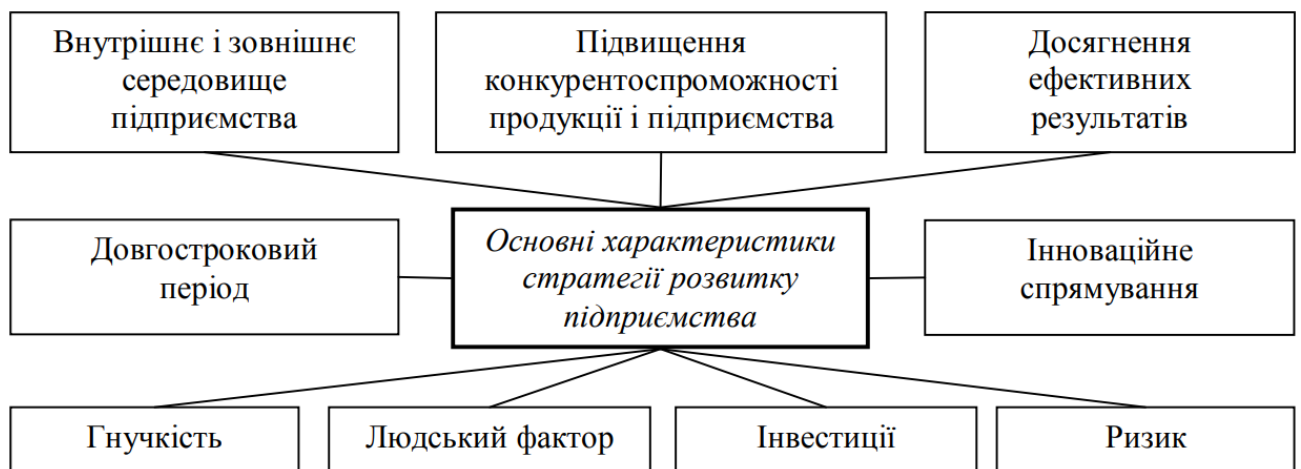 Внутрішнє і зовнішнє
середовище
підприємства
Підвищення
конкурентоспроможності
продукції і підприємства
Досягнення
ефективних
результатів
Довгостроковий
період
Основні характеристики
стратегії розвитку
підприємства
Інноваційне
спрямування
Гнучкість
Людський фактор
Інвестиції
Ризик